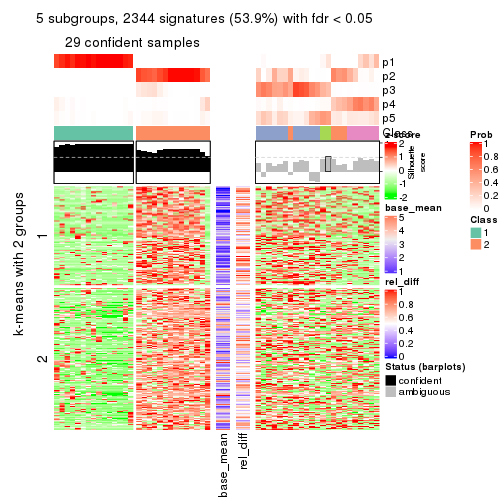 5 subgroups, 2344 signatures (53.9%) with fdr < 0.05
29 confident samples
p1
p2
p3
p4
p5
Class
k-means with 2 groups
1
2
base_mean
rel_diff
z-score
2
1
0
-1
-2
Silhouette
score
base_mean
5
4
3
2
1
rel_diff
1
0.8
0.6
0.4
0.2
0
Status (barplots)
confident
ambiguous
Prob
1
0.8
0.6
0.4
0.2
0
Class
1
2